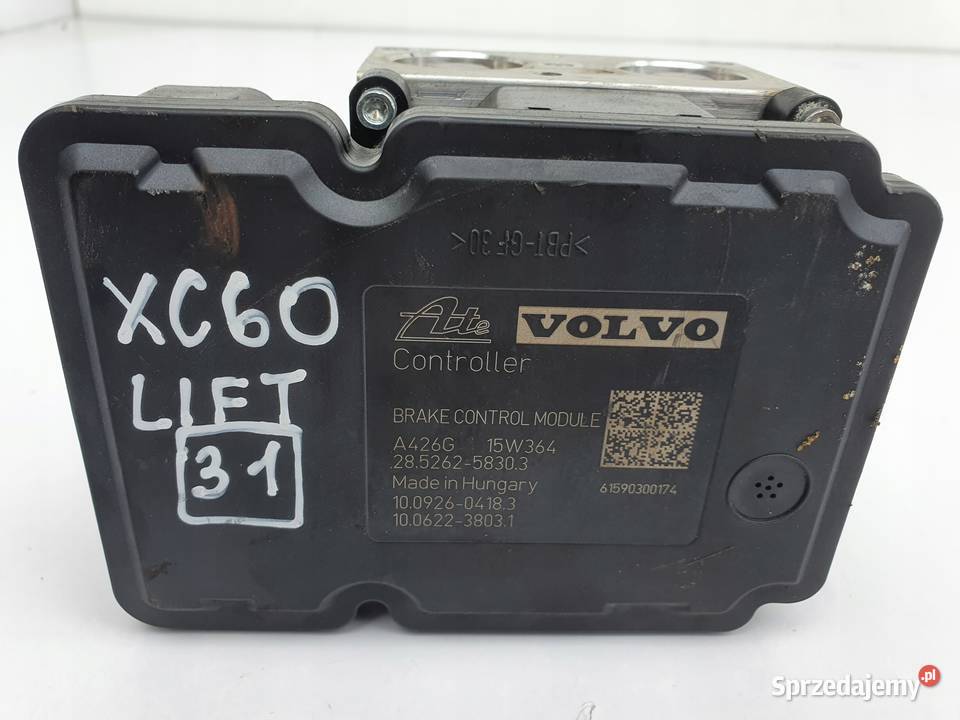 >PBT-GF30<
XC60
LIFT
31
Ate VOLVO
Controller
BRAKE CONTROL MODULE
A426G 15W364
.28.5262-5830.3
Made in Hungary
10.0926-0418.3
10.0622-3803.1
61590300174
Sprzedajemy.pl